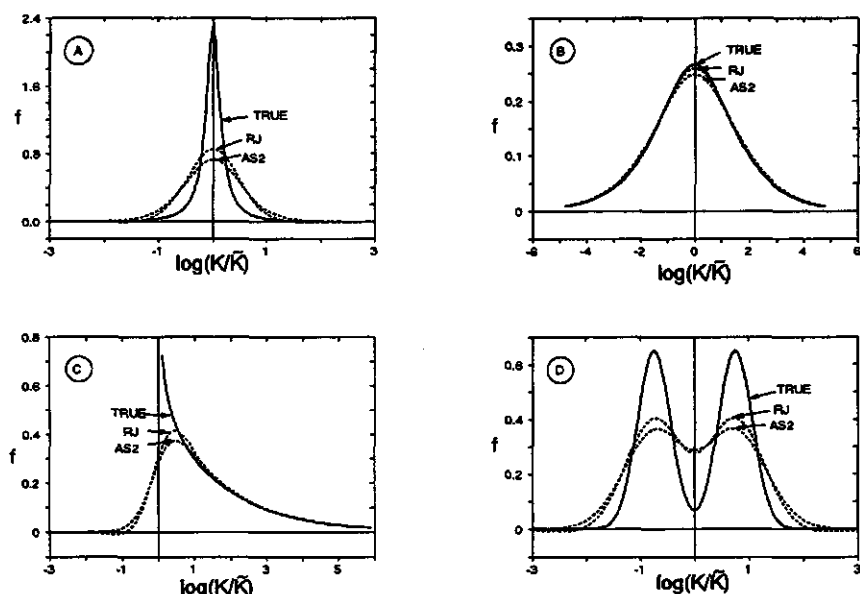 A
2.4
1.8
1.2
0.6
0.0
f
TRUE
RJ
AS2
-3 -1 1 3
log(K/K̃)
B
0.3
0.2
0.1
0
f
TRUE
RJ
AS2
-6 -4 -2 0 2 4 6
log(K/K̃)
C
0.8
0.6
0.4
0.2
0
f
TRUE
RJ
AS2
-3 -1 1 3 5
log(K/K̃)
D
0.6
0.4
0.2
0
f
TRUE
RJ
AS2
-3 -1 1 3
log(K/K̃)